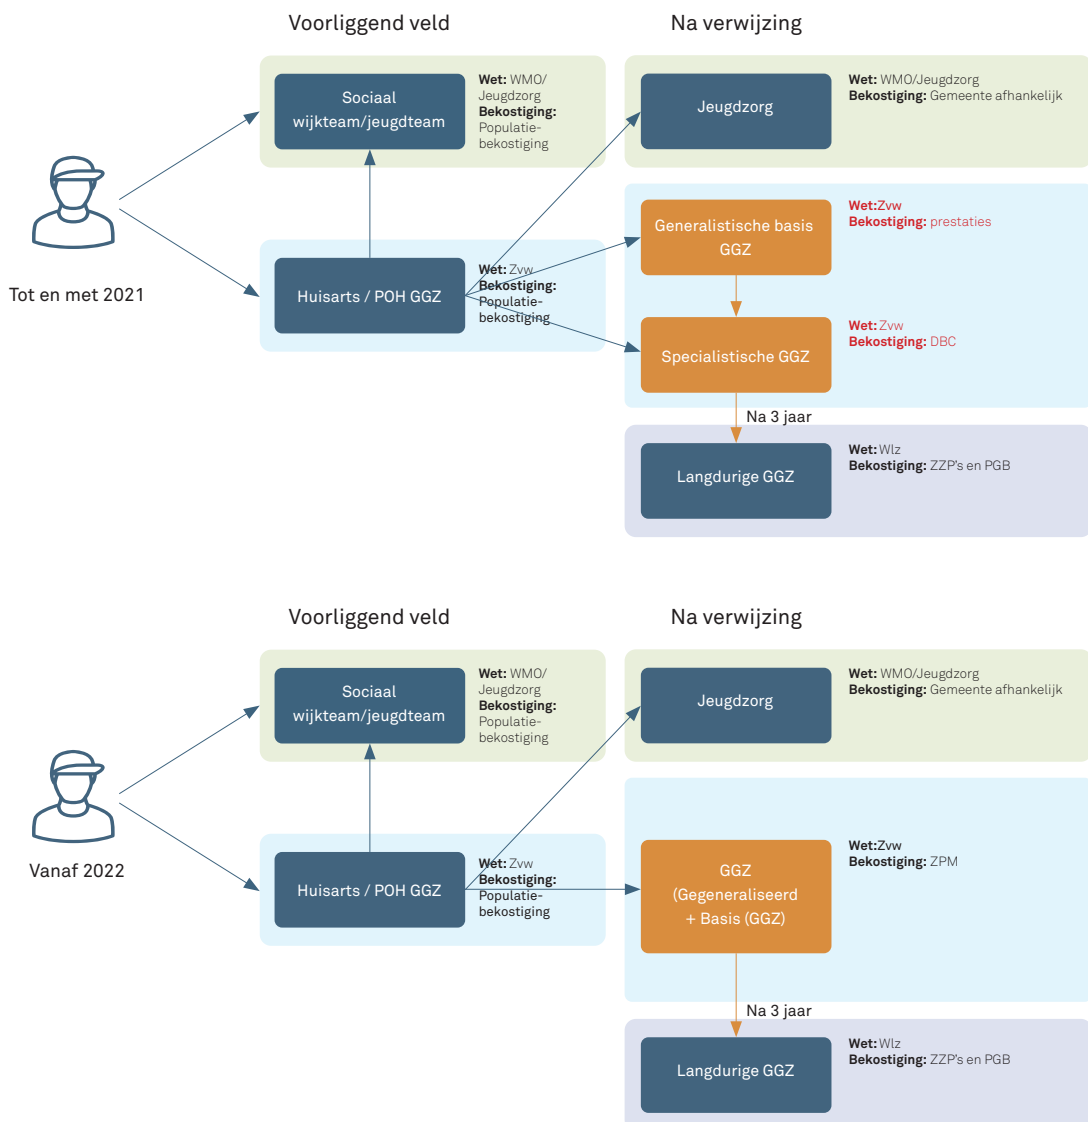 Voorliggend veld
Na verwijzing
Sociaal
wijkteam/jeugdteam
Wet: WMO/
Jeugdzorg
Bekostiging:
Populatie-
bekostiging
Jeugdzorg
Wet: WMO/Jeugdzorg
Bekostiging: Gemeente afhankelijk
Tot en met 2021
Huisarts / POH GGZ
Wet: Zvw
Bekostiging:
Populatie-
bekostiging
Generalistische basis
GGZ
Wet:Zvw
Bekostiging: prestaties
Specialistische GGZ
Wet: Zvw
Bekostiging: DBC
Na 3 jaar
Langdurige GGZ
Wet: Wlz
Bekostiging: ZZP's en PGB
Voorliggend veld
Na verwijzing
Sociaal
wijkteam/jeugdteam
Wet: WMO/
Jeugdzorg
Bekostiging:
Populatie-
bekostiging
Jeugdzorg
Wet: WMO/Jeugdzorg
Bekostiging: Gemeente afhankelijk
Vanaf 2022
Huisarts / POH GGZ
Wet: Zvw
Bekostiging:
Populatie-
bekostiging
GGZ
(Gegeneraliseerd
+ Basis (GGZ)
Wet:Zvw
Bekostiging: ZPM
Na 3 jaar
Langdurige GGZ
Wet: Wlz
Bekostiging: ZZP's en PGB